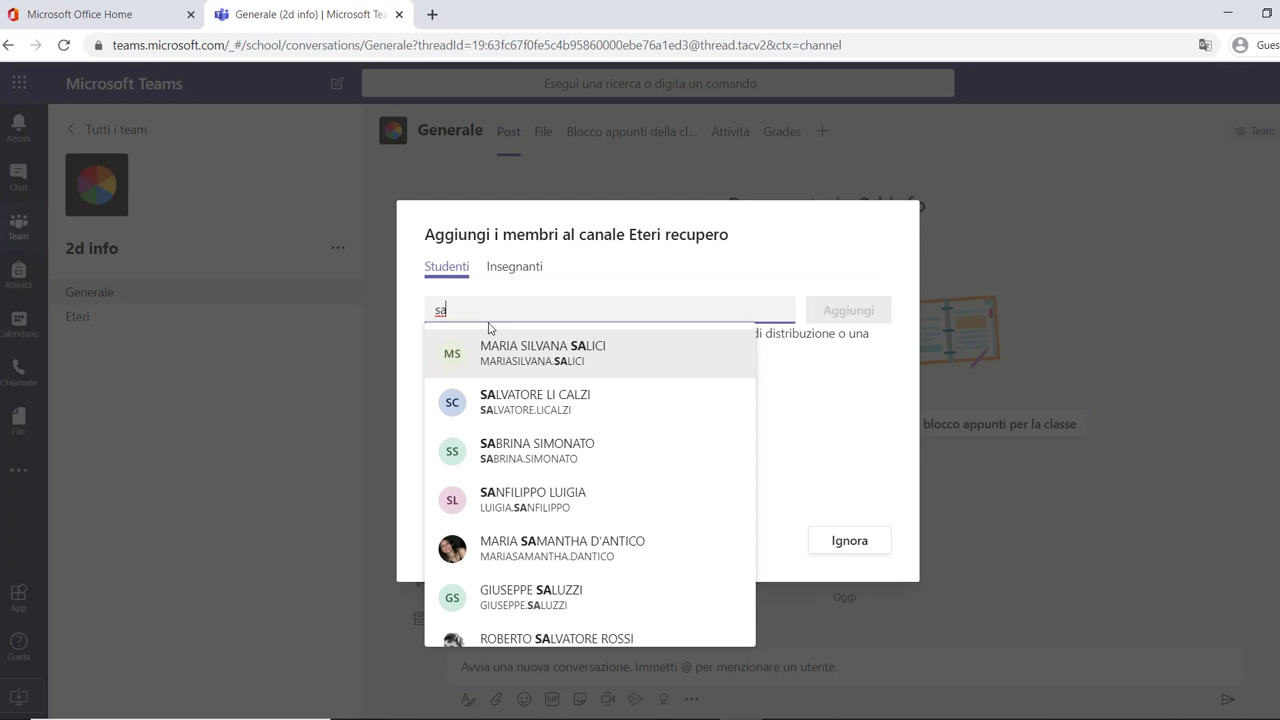 Microsoft Office Home
Generale (2d info) | Microsoft Tea
teams.microsoft.com/_#/school/conversations/Generale?threadId=19:63fc67f0fe5c4b95860000ebe76a1ed3@thread.tacv2&ctx=channel
Gues
Microsoft Teams
Esegui una ricerca o digita un comando
Azioni
Chat
Team
Attività
Calendario
Chiamate
File
App
Guida
Tutti i team
2d info
Generale
Eteri
Generale
Post
File
Blocco appunti della cl...
Attività
Grades
Team
Aggiungi i membri al canale Eteri recupero
Studenti
Insegnanti
sa
Aggiungi
di distribuzione o una
MS
MARIA SILVANA SALICI
MARIASILVANA.SALICI
SC
SALVATORE LI CALZI
SALVATORE.LICALZI
SS
SABRINA SIMONATO
SABRINA.SIMONATO
SL
SANFILIPPO LUIGIA
LUIGIA.SANFILIPPO
MARIA SAMANTHA D'ANTICO
MARIASAMANTHA.DANTICO
GS
GIUSEPPE SALUZZI
GIUSEPPE.SALUZZI
ROBERTO SALVATORE ROSSI
blocco appunti per la classe
Ignora
Oggi
Avvia una nuova conversazione. Immetti @ per menzionare un utente.